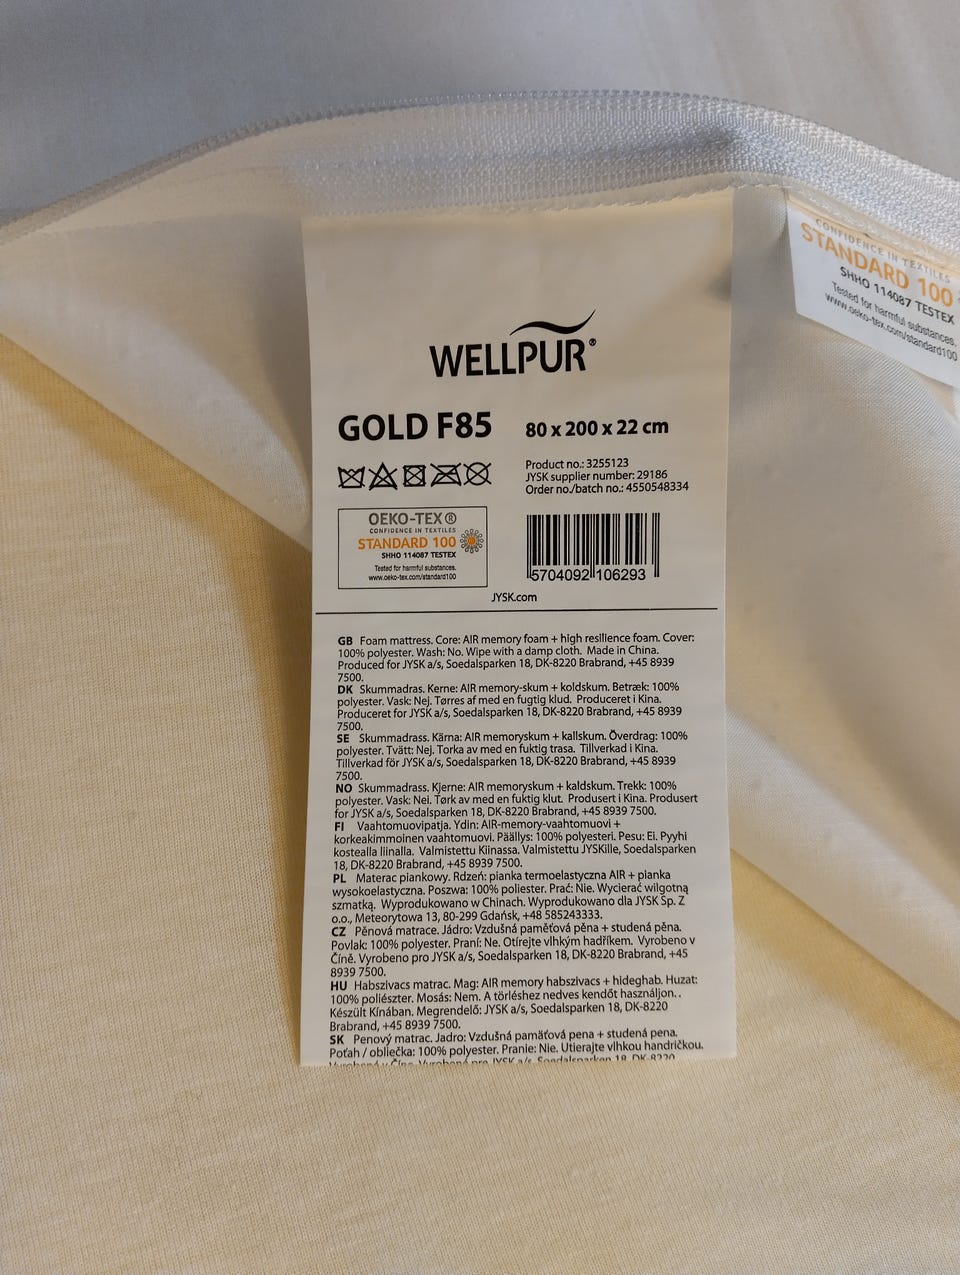 WELLPUR®
GOLD F85
80 x 200 x 22 cm
Product no.: 3255123
JYSK supplier number: 29186
Order no./batch no.: 4550548334
OEKO-TEX®
CONFIDENCE IN TEXTILES
STANDARD 100
SHHO 114087 TESTEX
Tested for harmful substances.
www.oeko-tex.com/standard100
5704092 106293
JYSK.com
GB Foam mattress. Core: AIR memory foam + high resilience foam. Cover:
100% polyester. Wash: No. Wipe with a damp cloth. Made in China.
Produced for JYSK a/s, Soedalsparken 18, DK-8220 Brabrand, +45 8939
7500.
DK Skummadras. Kerne: AIR memory-skum + koldskum. Betræk: 100%
polyester. Vask: Nej. Tørres af med en fugtig klud. Produceret i Kina.
Produceret for JYSK a/s, Soedalsparken 18, DK-8220 Brabrand, +45 8939
7500.
SE Skummadrass. Kärna: AIR memoryskum + kallskum. Överdrag: 100%
polyester. Tvätt: Nej. Torka av med en fuktig trasa. Tillverkad i Kina.
Tillverkad för JYSK a/s, Soedalsparken 18, DK-8220 Brabrand, +45 8939
7500.
NO Skummadrass. Kjerne: AIR memoryskum + kaldskum. Trekk: 100%
polyester. Vask: Nei. Tørk av med en fuktig klut. Produsert i Kina. Produsert
for JYSK a/s, Soedalsparken 18, DK-8220 Brabrand, +45 8939 7500.
FI Vaahtomuovipatja. Ydin: AIR-memory-vaahtomuovi +
korkeakimmoinen vaahtomuovi. Päällys: 100% polyesteri. Pesu: Ei. Pyyhi
kostealla liinalla. Valmistettu Kiinassa. Valmistettu JYSKille, Soedalsparken
18, DK-8220 Brabrand, +45 8939 7500.
PL Materac piankowy. Rdzeń: pianka termoelastyczna AIR + pianka
wysokoelastyczna. Poszwa: 100% poliester. Prać: Nie. Wycierać wilgotną
szmatką. Wyprodukowano w Chinach. Wyprodukowano dla JYSK Sp. Z
o.o., Meteorytowa 13, 80-299 Gdańsk, +48 585243333.
CZ Pěnová matrace. Jádro: Vzdušná paměťová pěna + studená pěna.
Povlak: 100% polyester. Praní: Ne. Otírejte vlhkým hadříkem. Vyrobeno v
Číně. Vyrobeno pro JYSK a/s, Soedalsparken 18, DK-8220 Brabrand, +45
8939 7500.
HU Habszivacs matrac. Mag: AIR memory habszivacs + hideghab. Huzat:
100% poliészter. Mosás: Nem. A törléshez nedves kendőt használjon..
Készült Kínában. Megrendelő: JYSK a/s, Soedalsparken 18, DK-8220
Brabrand, +45 8939 7500.
SK Penový matrac. Jadro: Vzdušná pamäťová pena + studená pena.
Poťah / obliečka: 100% polyester. Pranie: Nie. Utierajte vlhkou handričkou.
Vyrobené v Číne. Vyrobené pre JYSK a/s, Soedalsparken 18, DK-8220
CONFIDENCE IN TEXTILES
STANDARD 100
SHHO 114087 TESTEX
Tested for harmful substances.
www.oeko-tex.com/standard100